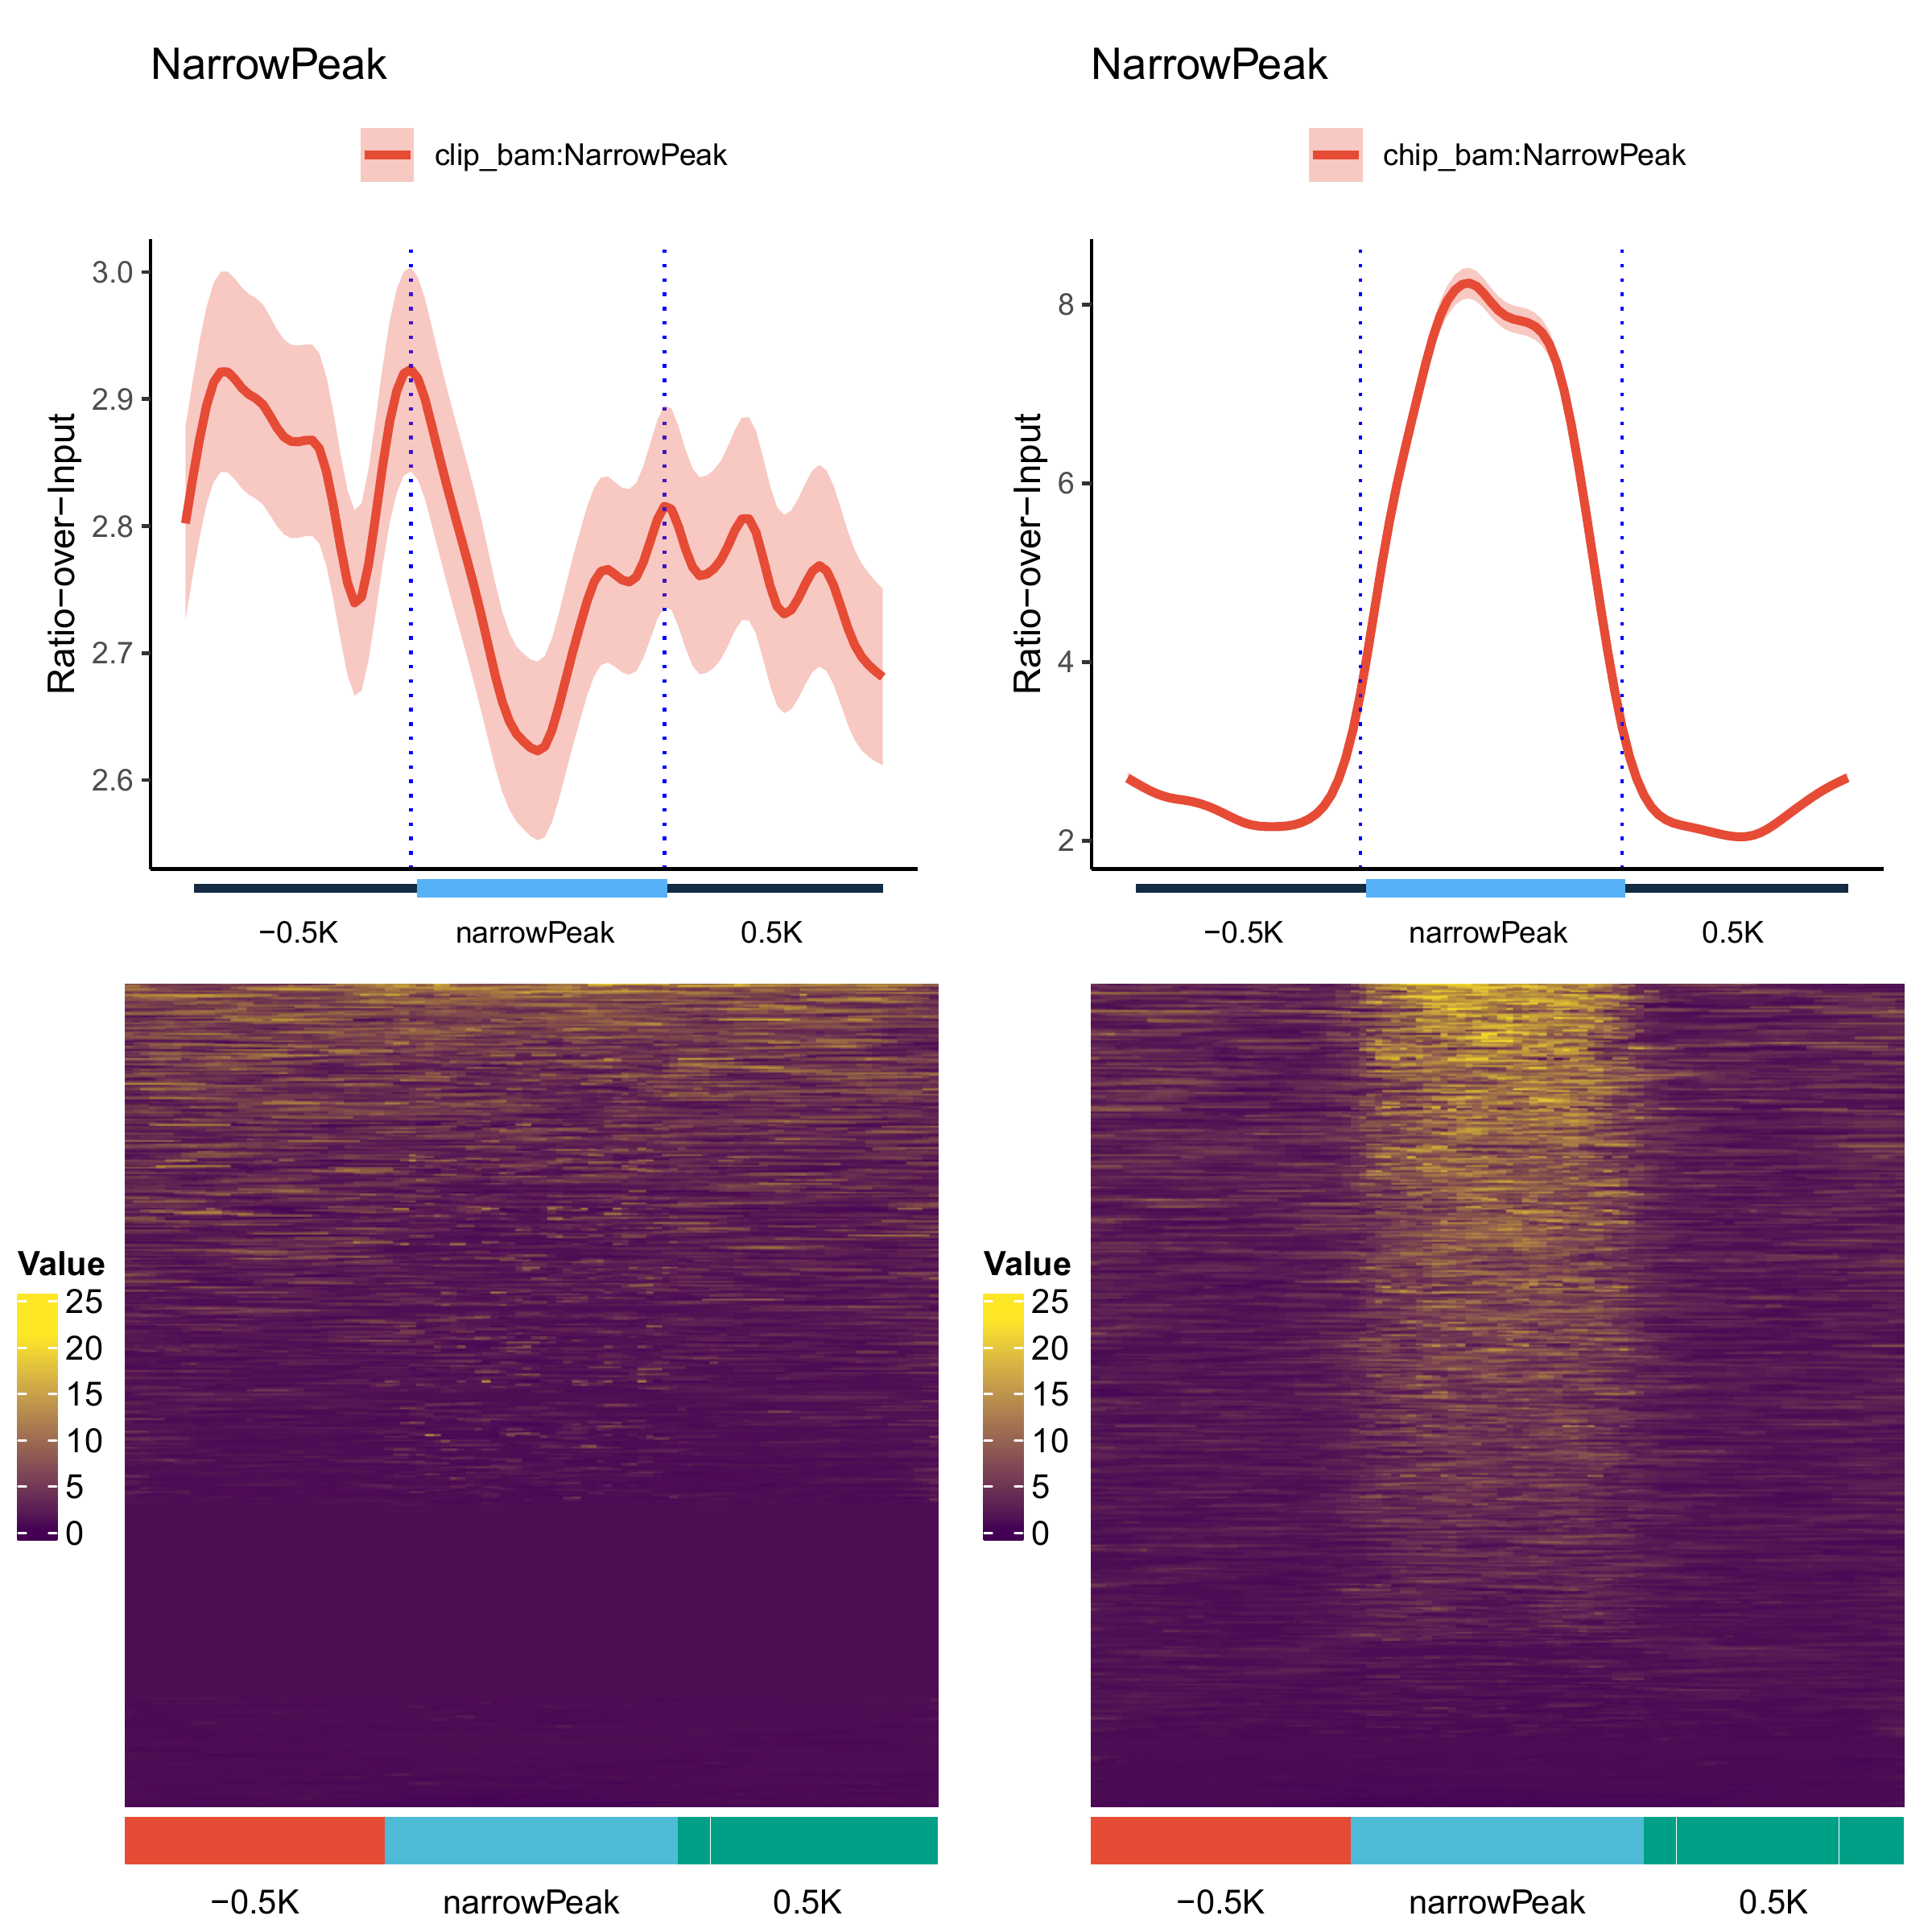 NarrowPeak
clip_bam:NarrowPeak
Ratio−over−Input
3.0
2.9
2.8
2.7
2.6
−0.5K narrowPeak 0.5K
NarrowPeak
chip_bam:NarrowPeak
Ratio−over−Input
8
6
4
2
−0.5K narrowPeak 0.5K
Value
25
20
15
10
5
0
−0.5K narrowPeak 0.5K
Value
25
20
15
10
5
0
−0.5K narrowPeak 0.5K